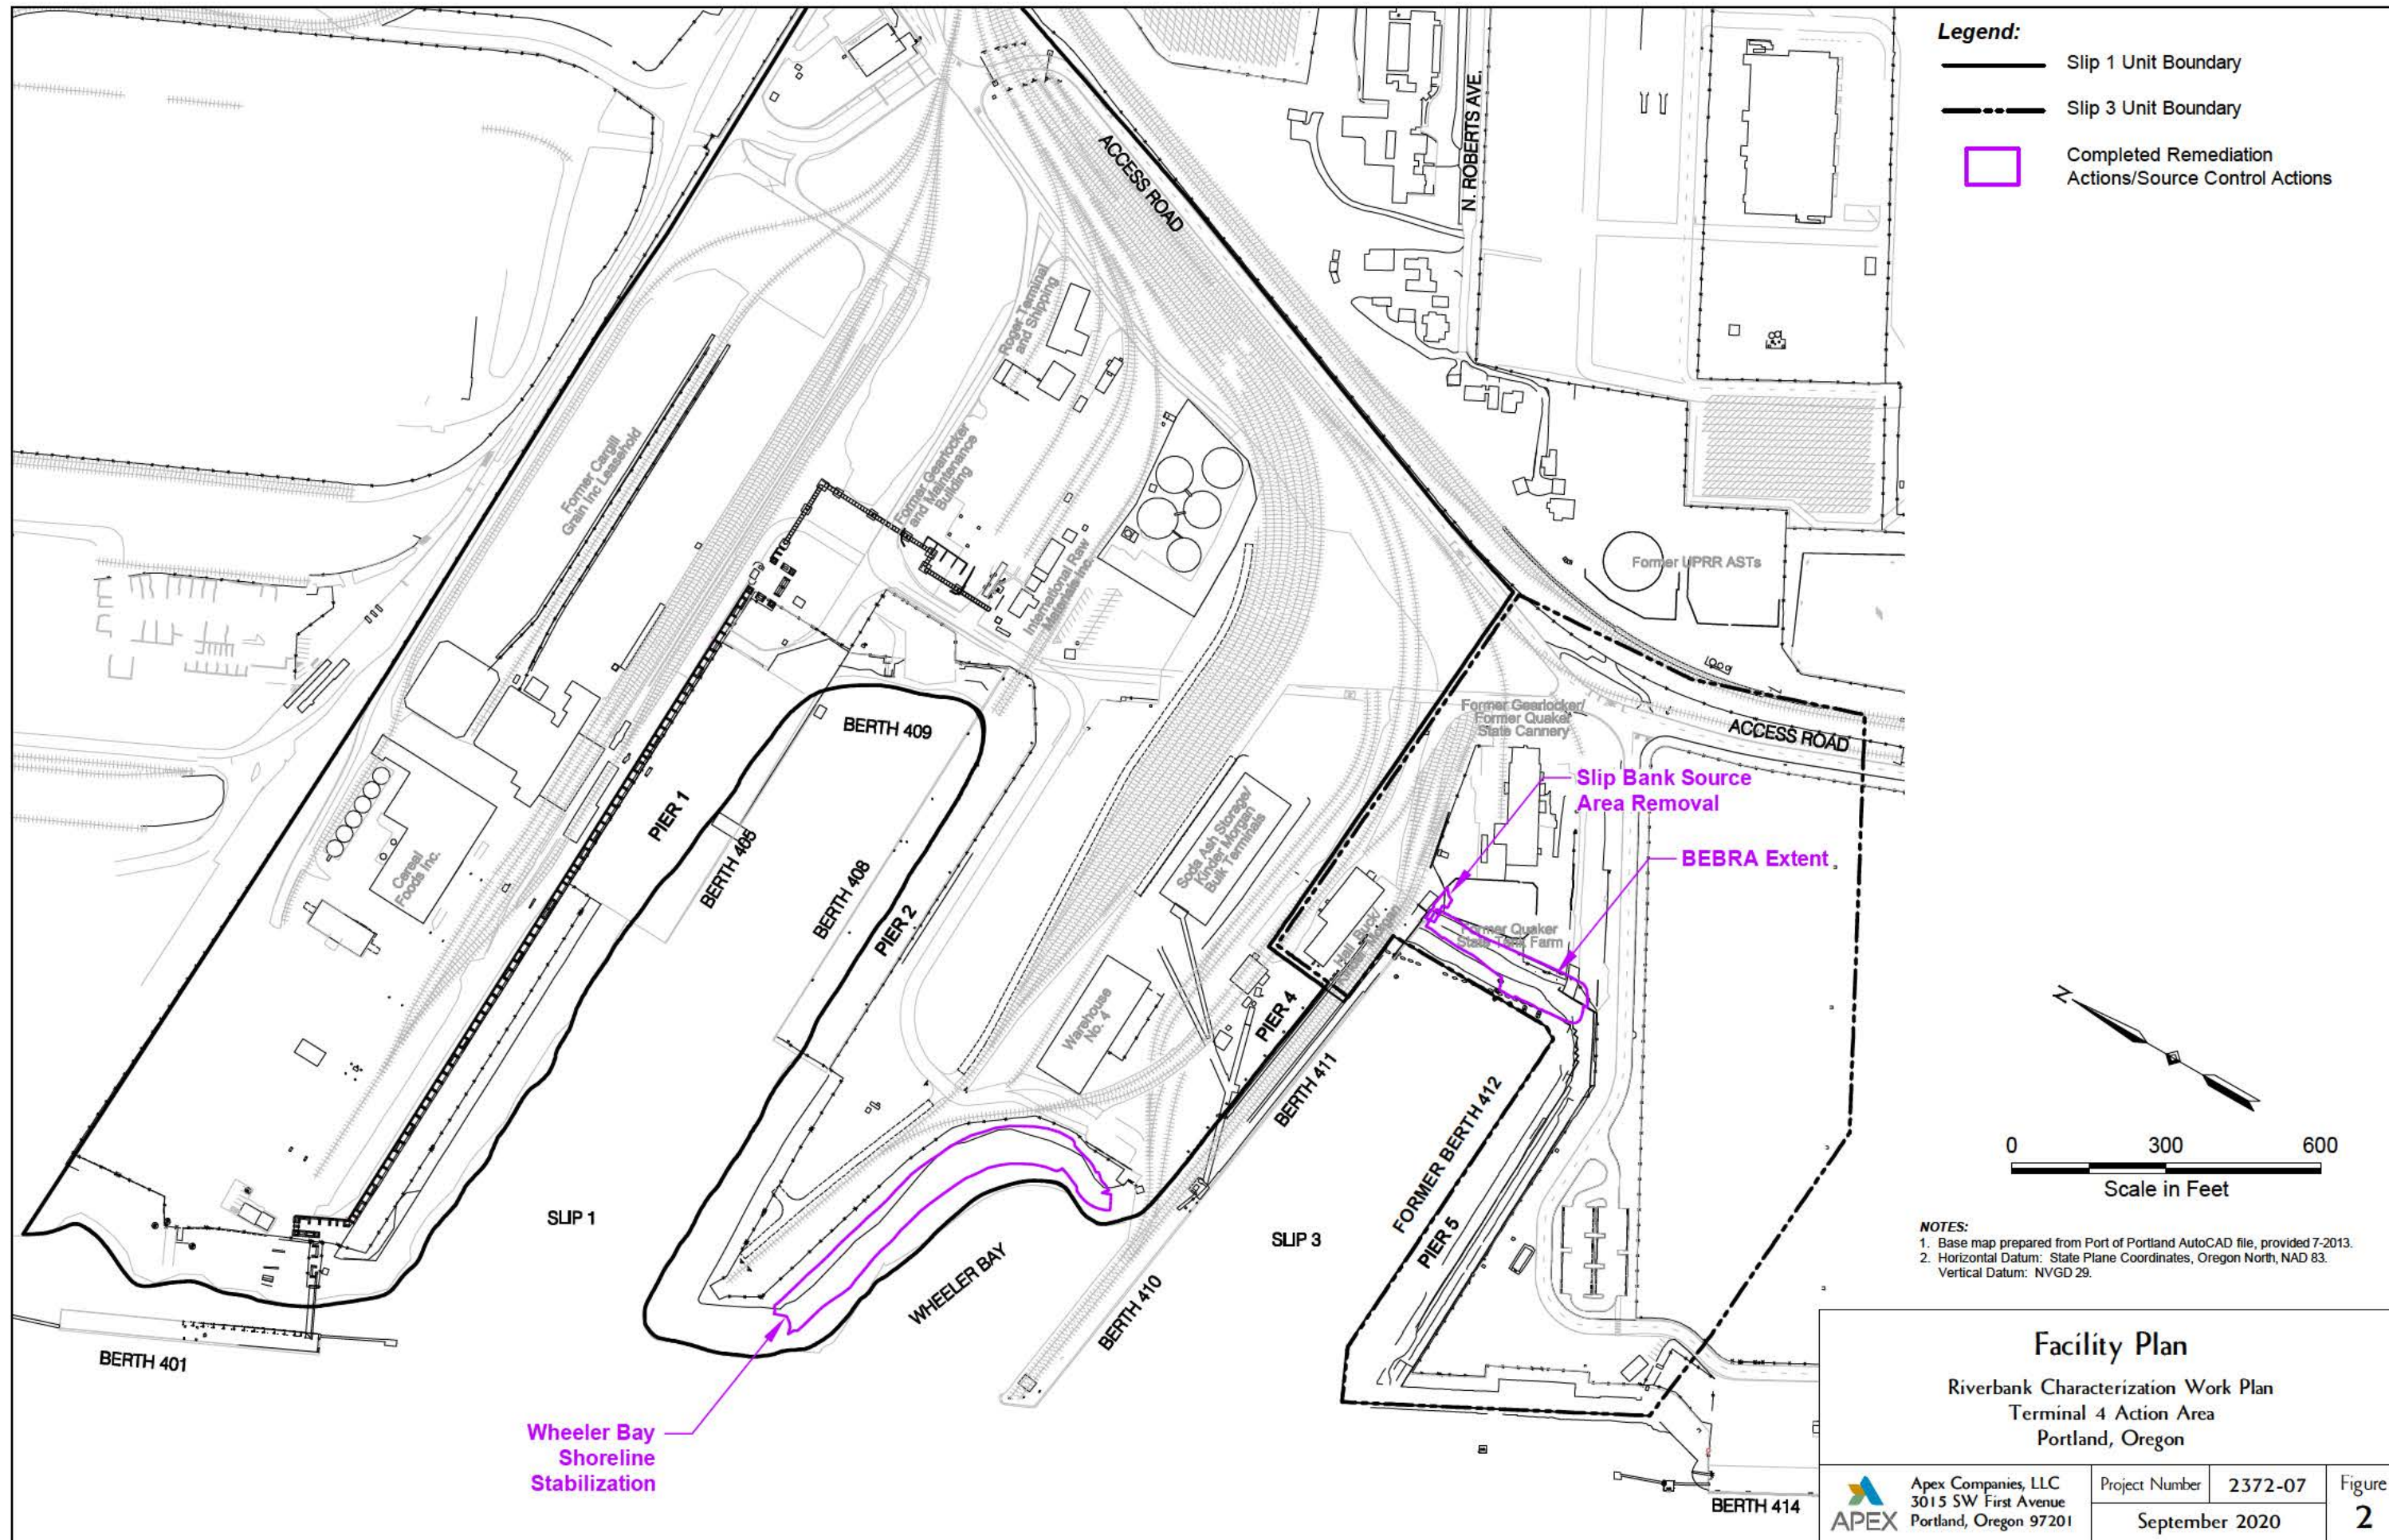 Legend:
Slip 1 Unit Boundary
Slip 3 Unit Boundary
Completed Remediation
Actions/Source Control Actions
N. ROBERTS AVE.
ACCESS ROAD
Roger Terminal
and Shipping
Former Cargill
Grain Inc Leasehold
Former Gearlocker
and Maintenance
Building
International Raw
Materials Inc.
Former UPRR ASTs
Former Gearlocker/
Former Quaker
State Cannery
ACCESS ROAD
BERTH 409
Slip Bank Source
Area Removal
PIER 1
BERTH 405
Soda Ash Storage/
Kinder Morgan
Bulk Terminals
BEBRA Extent
Cereal
Foods Inc.
BERTH 408
PIER 2
Former Quaker
State Tank Farm
Hall Buck/
Kinder Morgan
Warehouse
No. 4
PIER 4
BERTH 411
N
FORMER BERTH 412
PIER 5
0 300 600
Scale in Feet
SLIP 1
SLIP 3
WHEELER BAY
BERTH 410
NOTES:
1. Base map prepared from Port of Portland AutoCAD file, provided 7-2013.
2. Horizontal Datum: State Plane Coordinates, Oregon North, NAD 83.
Vertical Datum: NVGD 29.
BERTH 401
Wheeler Bay
Shoreline
Stabilization
BERTH 414
Facility Plan
Riverbank Characterization Work Plan
Terminal 4 Action Area
Portland, Oregon
APEX
Apex Companies, LLC
3015 SW First Avenue
Portland, Oregon 97201
Project Number 2372-07
September 2020
Figure
2